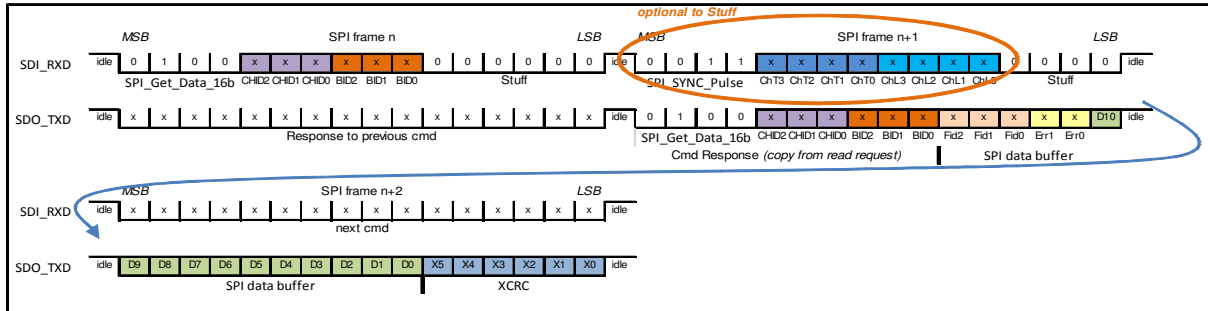 optional to Stuff
MSB SPI frame n LSB MSB SPI frame n+1 LSB
SDI_RXD idle 0 1 0 0 x x x x x x 0 0 0 0 0 0 idle 0 0 1 1 x x x x x x x x 0 0 0 0 idle
SPI_Get_Data_16b CHID2 CHID1 CHID0 BID2 BID1 BID0 Stuff SPI_SYNC_Pulse ChT3 ChT2 ChT1 ChT0 ChL3 ChL2 ChL1 ChL0 Stuff
SDO_TXD idle x x x x x x x x x x x x x x x x idle 0 1 0 0 x x x x x x x x x x x D10 idle
Response to previous cmd SPI_Get_Data_16b CHID2 CHID1 CHID0 BID2 BID1 BID0 Fid2 Fid1 Fid0 Err1 Err0
Cmd Response (copy from read request) SPI data buffer
MSB SPI frame n+2 LSB
SDI_RXD idle x x x x x x x x x x x x x x x x idle
next cmd
SDO_TXD idle D9 D8 D7 D6 D5 D4 D3 D2 D1 D0 X5 X4 X3 X2 X1 X0 idle
SPI data buffer XCRC